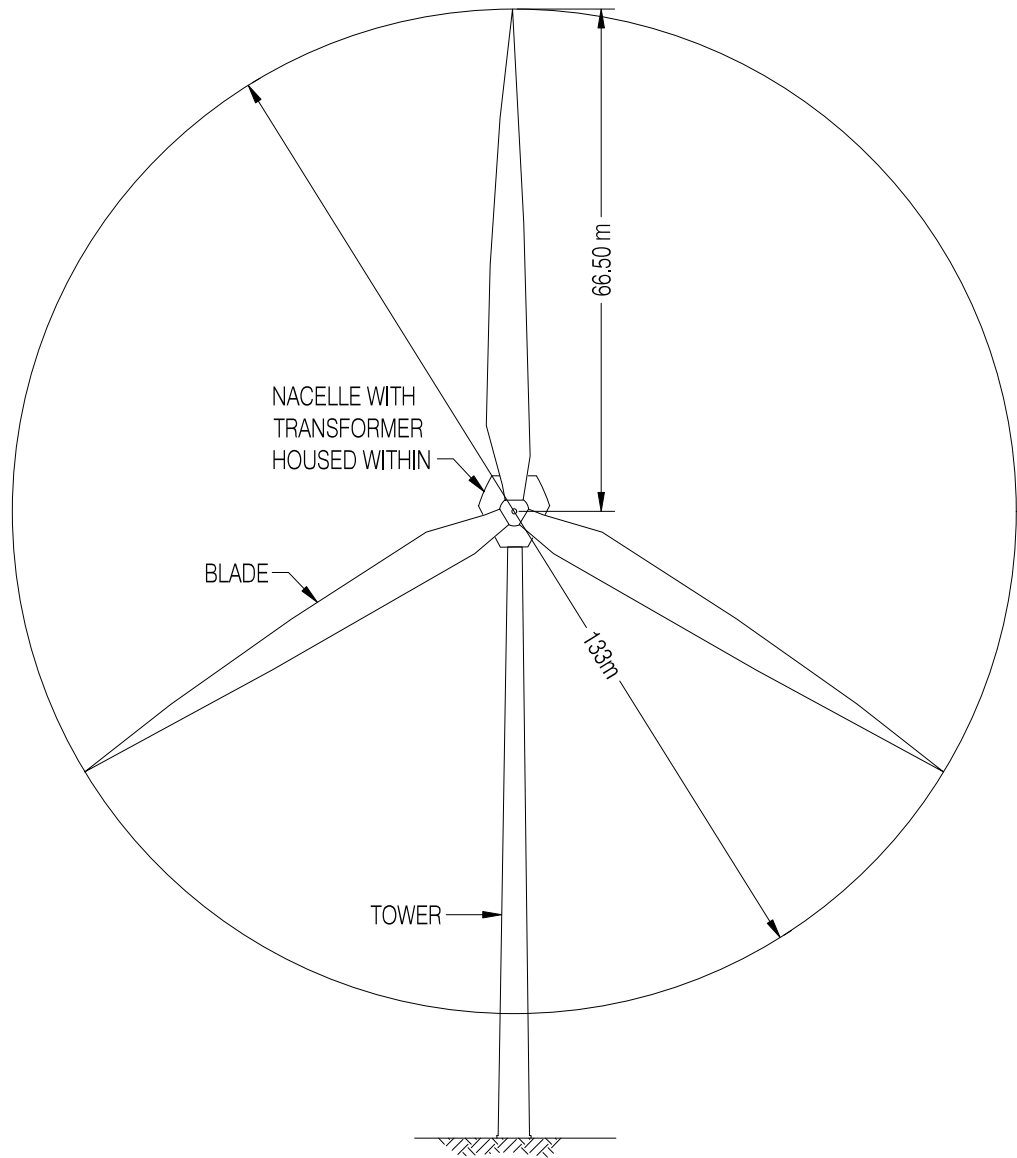 66.50 m
NACELLE WITH
TRANSFORMER
HOUSED WITHIN
BLADE
133m
TOWER